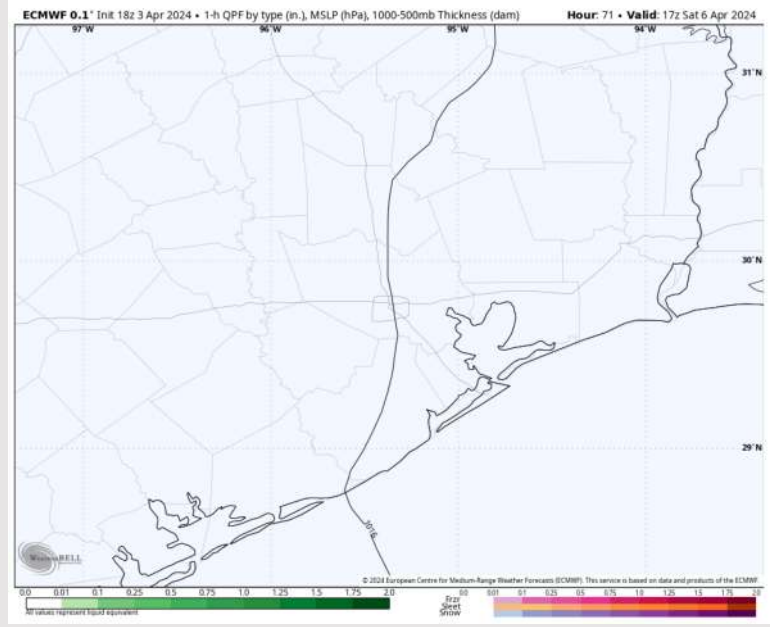 ECMWF 0.1° Init 18z 3 Apr 2024 • 1-h QPF by type (in.), MSLP (hPa), 1000-500mb Thickness (dam) Hour: 71 • Valid: 17z Sat 6 Apr 2024
97°W 96°W 95°W 94°W
31°N
30°N
29°N
WeatherBELL
© 2024 European Centre for Medium-Range Weather Forecasts (ECMWF). This service is based on data and products of the ECMWF
0.0 0.01 0.1 0.25 0.5 0.75 1.0 1.25 1.5 1.75 2.0 0.0 0.01 0.1 0.25 0.5 0.75 1.0 1.25 1.5 1.75 2.0
All values represent liquid equivalent
Frzr
Sleet
Snow